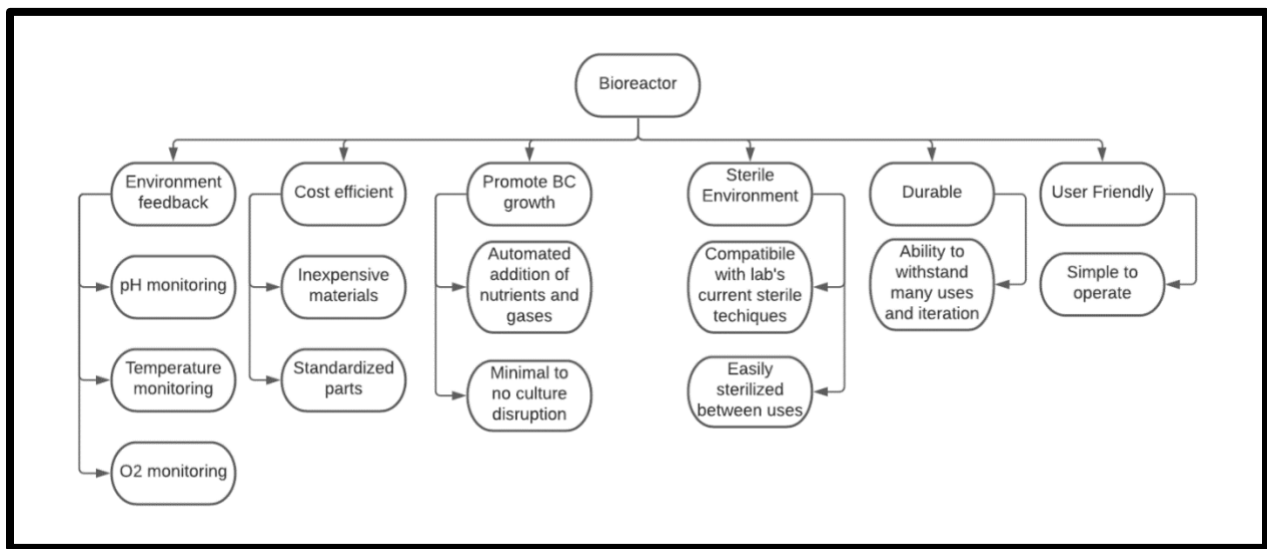 Bioreactor
Environment
feedback
Cost efficient
Promote BC
growth
Sterile
Environment
Durable
User Friendly
pH monitoring
Inexpensive
materials
Automated
addition of
nutrients and
gases
Compatibile
with lab's
current sterile
techiques
Ability to
withstand
many uses
and iteration
Simple to
operate
Temperature
monitoring
Standardized
parts
Minimal to
no culture
disruption
Easily
sterilized
between uses
O2 monitoring